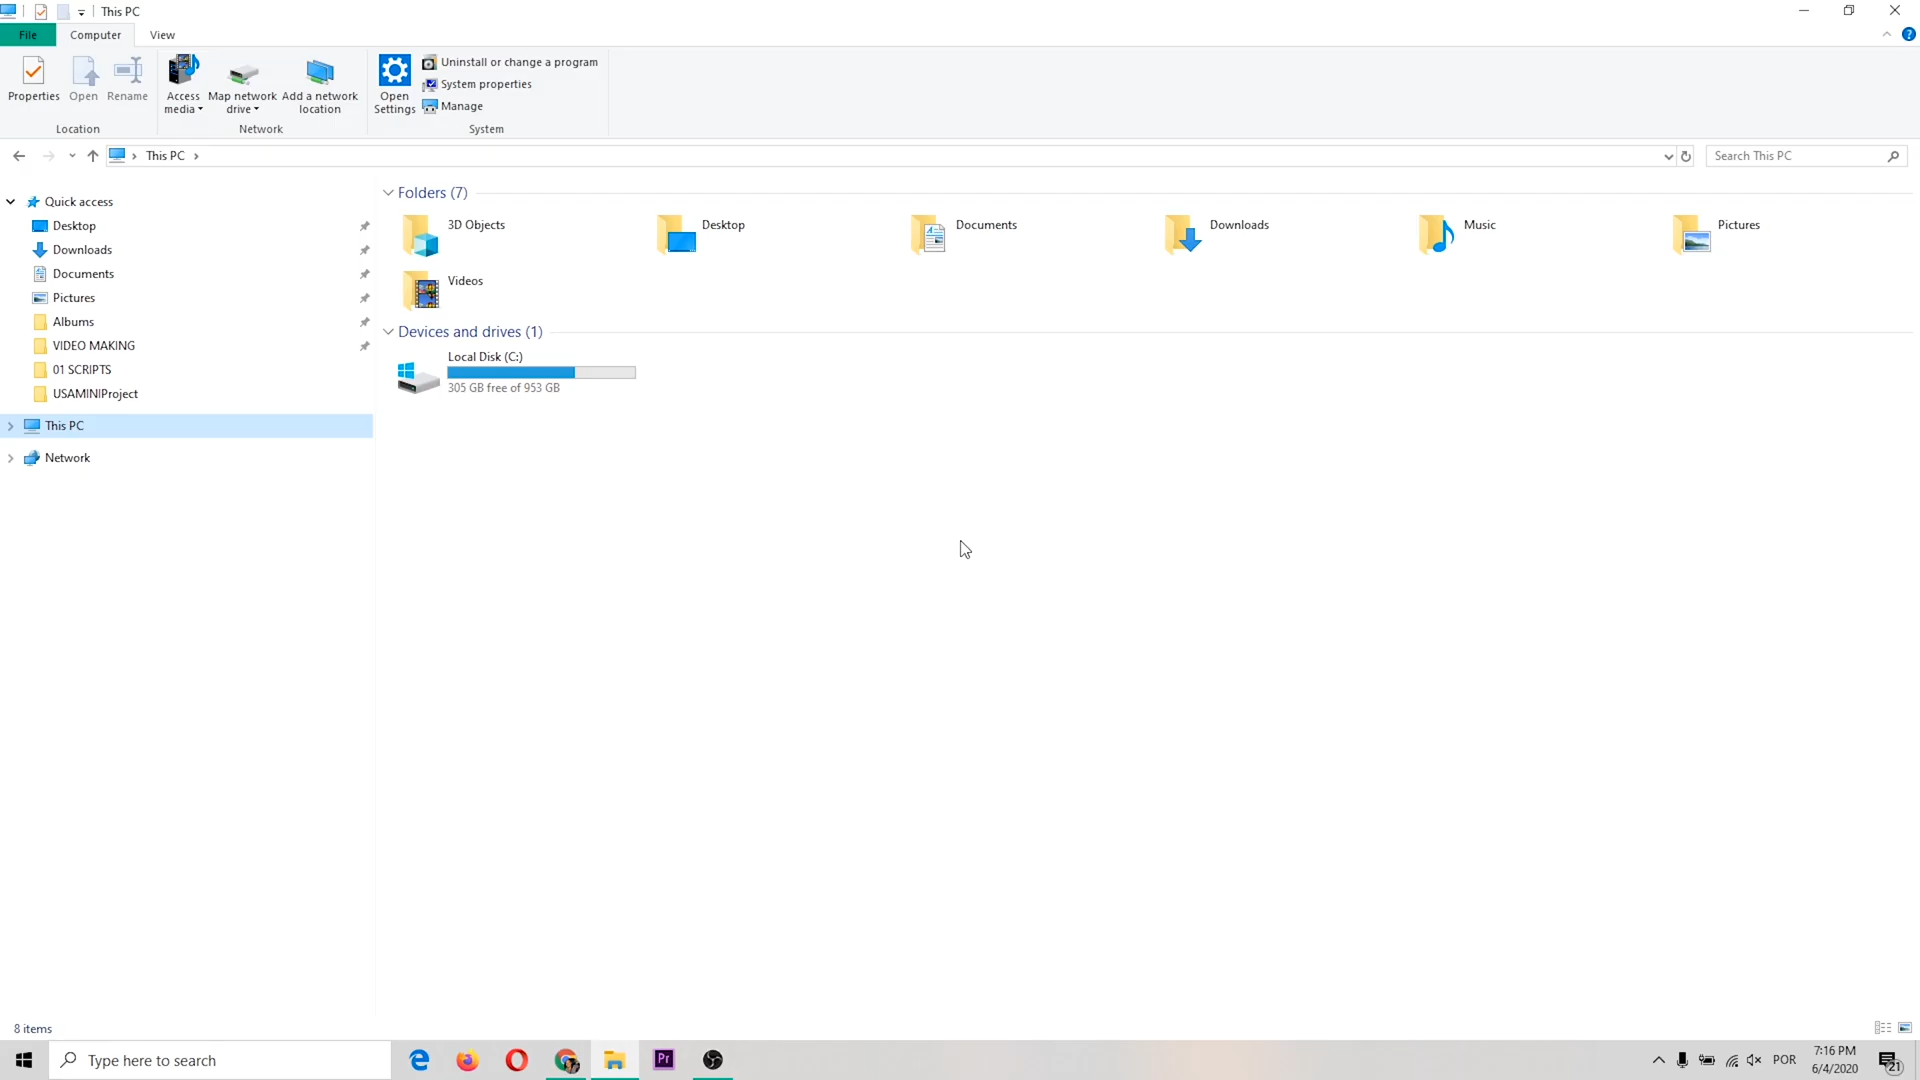 This PC
File
Computer
View
Properties
Open
Rename
Access media
Map network drive
Add a network location
Open Settings
Uninstall or change a program
System properties
Manage
Location
Network
System
This PC
Search This PC
Quick access
Desktop
Downloads
Documents
Pictures
Albums
VIDEO MAKING
01 SCRIPTS
USAMINIProject
This PC
Network
Folders (7)
3D Objects
Desktop
Documents
Downloads
Music
Pictures
Videos
Devices and drives (1)
Local Disk (C:)
305 GB free of 953 GB
8 items
Type here to search
Pr
POR
7:16 PM
6/4/2020
21